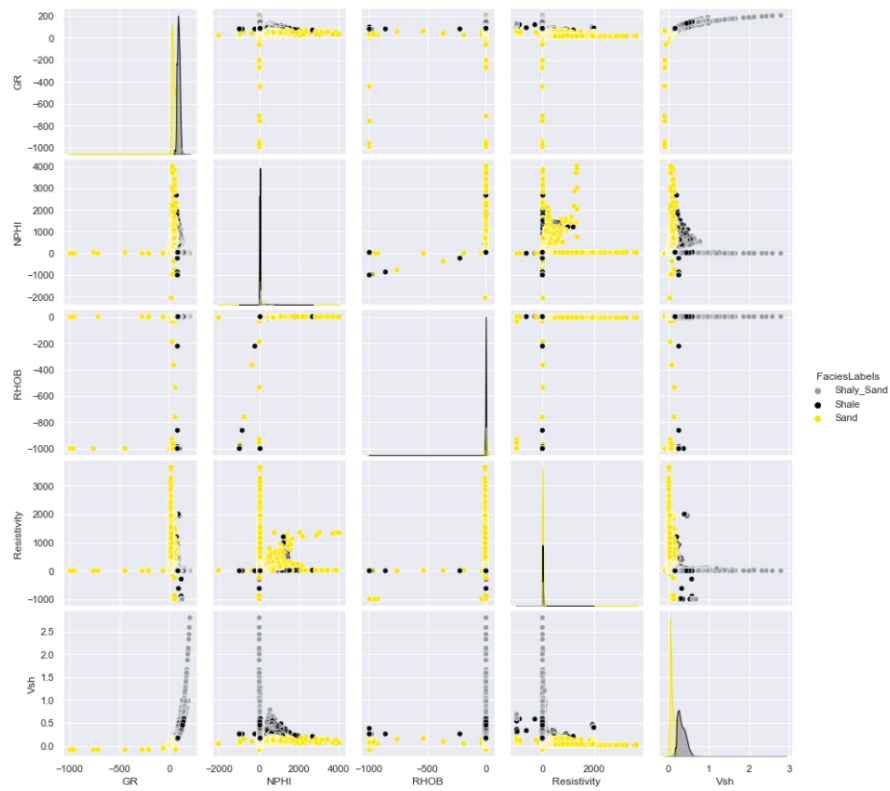 200
0
−200
−400
−600
−800
−1000
GR
4000
3000
2000
1000
0
−1000
−2000
NPHI
0
−200
−400
−600
−800
−1000
RHOB
FaciesLabels
Shaly_Sand
Shale
Sand
3000
2000
1000
0
−1000
Resistivity
2.5
2.0
1.5
1.0
0.5
0.0
Vsh
−1000 −500 0
GR
−2000 0 2000 4000
NPHI
−1000 −500 0
RHOB
0 2000
Resistivity
0 1 2 3
Vsh